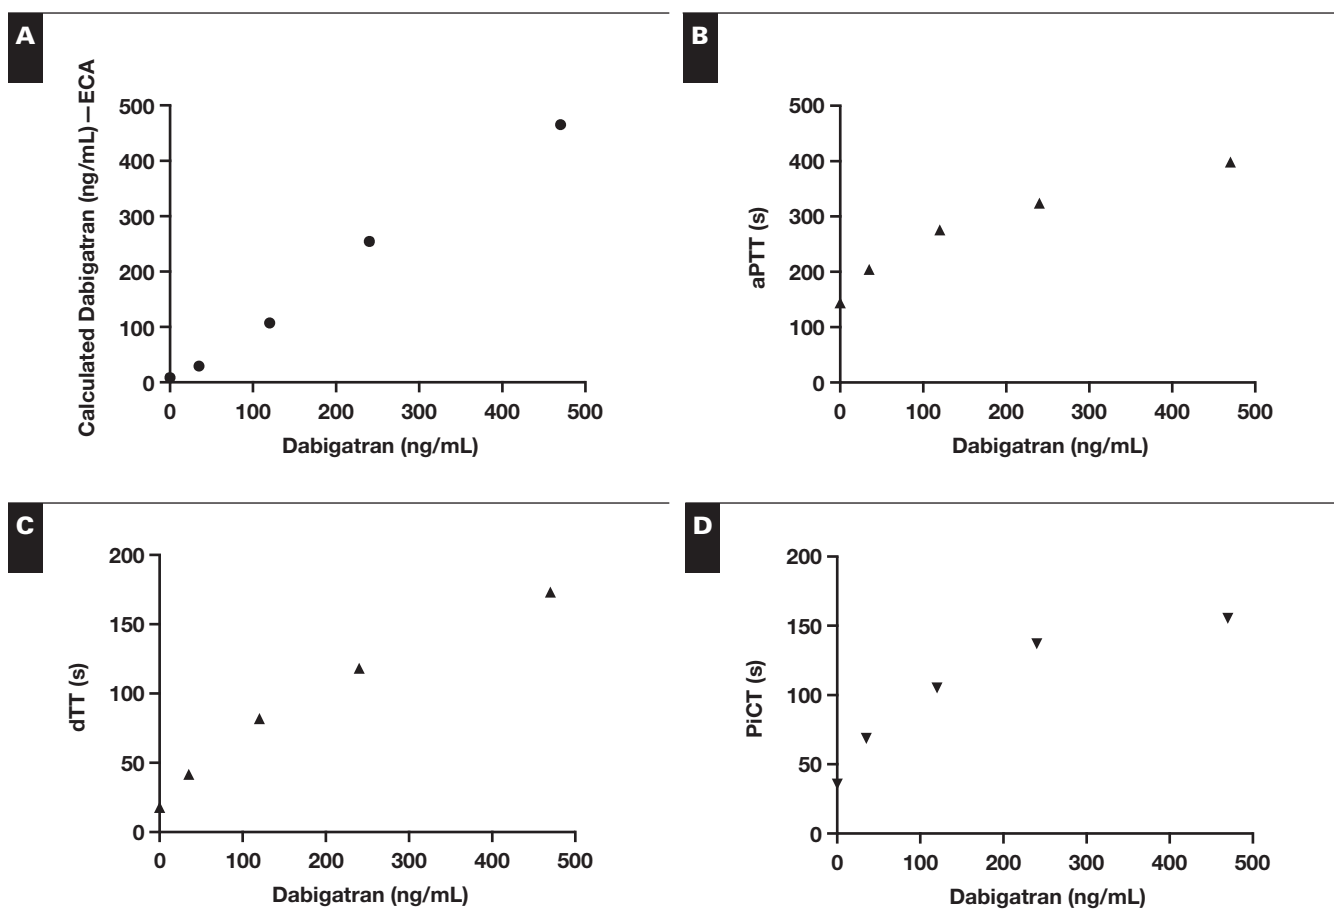 A
Calculated Dabigatran (ng/mL)—ECA
500
400
300
200
100
0
0 100 200 300 400 500
Dabigatran (ng/mL)
B
aPTT (s)
500
400
300
200
100
0
0 100 200 300 400 500
Dabigatran (ng/mL)
C
dTT (s)
200
150
100
50
0
0 100 200 300 400 500
Dabigatran (ng/mL)
D
PiCT (s)
200
150
100
50
0
0 100 200 300 400 500
Dabigatran (ng/mL)